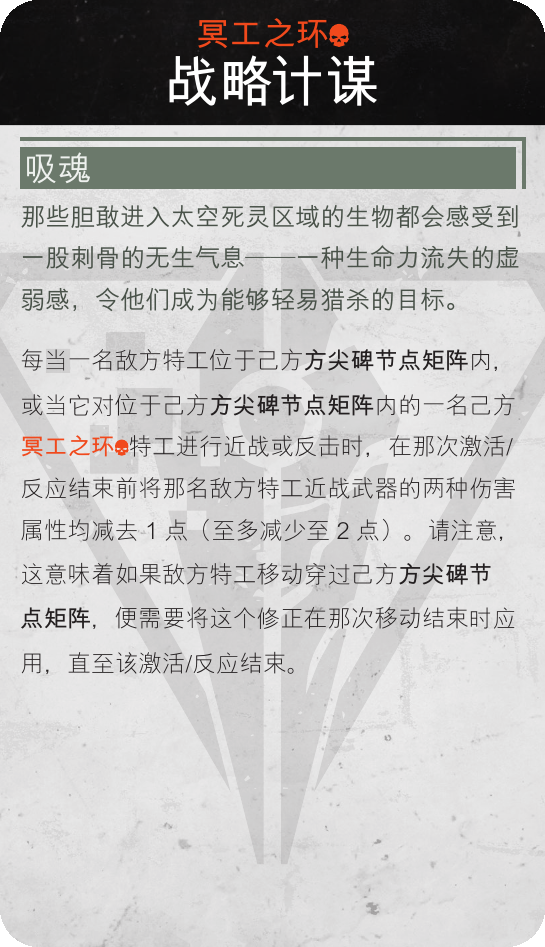 冥工之环
战略计谋
吸魂
那些胆敢进入太空死灵区域的生物都会感受到
一股刺骨的无生气息——一种生命力流失的虚
弱感，令他们成为能够轻易猎杀的目标。
每当一名敌方特工位于己方方尖碑节点矩阵内，
或当它对位于己方方尖碑节点矩阵内的一名己方
冥工之环特工进行近战或反击时，在那次激活/
反应结束前将那名敌方特工近战武器的两种伤害
属性均减去 1 点（至多减少至 2 点）。请注意，
这意味着如果敌方特工移动穿过己方方尖碑节
点矩阵，便需要将这个修正在那次移动结束时应
用，直至该激活/反应结束。